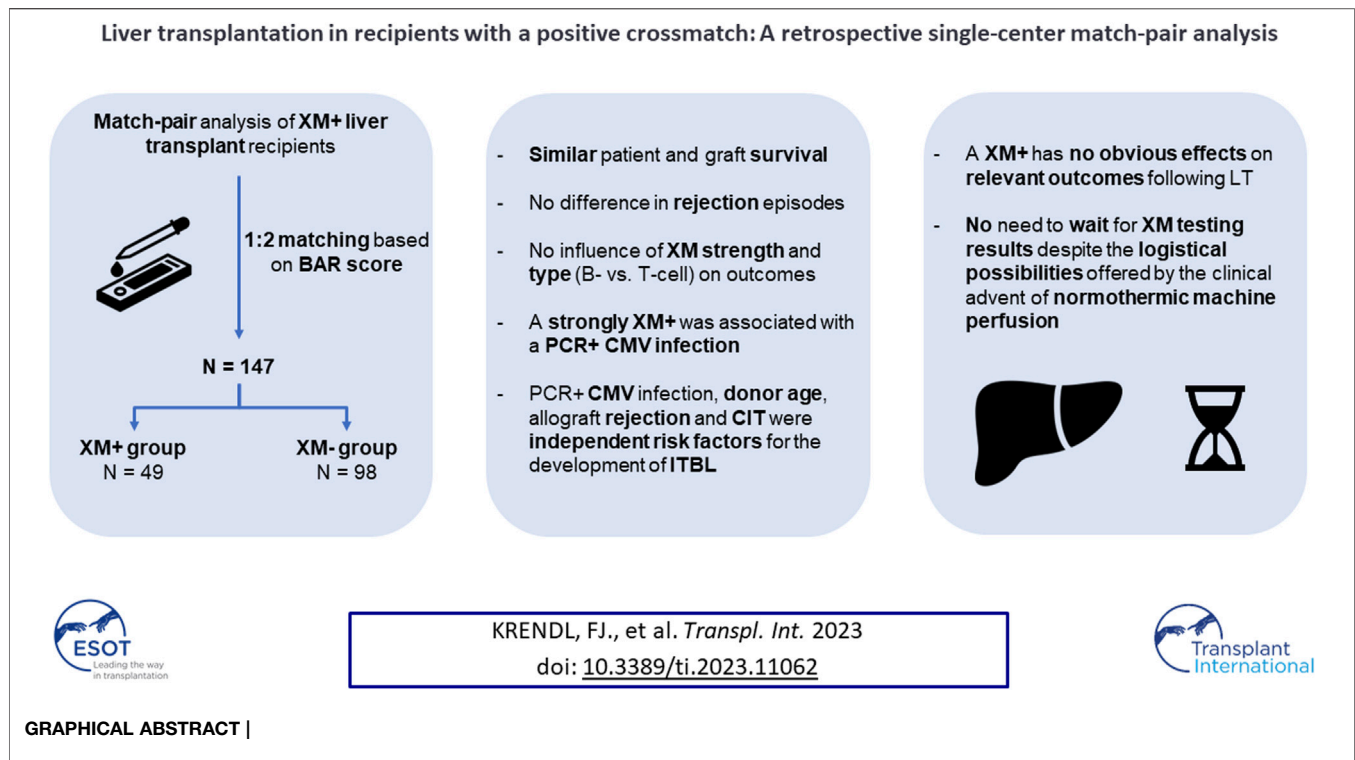 Liver transplantation in recipients with a positive crossmatch: A retrospective single-center match-pair analysis
Match-pair analysis of XM+ liver
transplant recipients
1:2 matching based
on BAR score
N = 147
XM+ group
N = 49
XM- group
N = 98
- Similar patient and graft survival
- No difference in rejection episodes
- No influence of XM strength and
type (B- vs. T-cell) on outcomes
- A strongly XM+ was associated with
a PCR+ CMV infection
- PCR+ CMV infection, donor age,
allograft rejection and CIT were
independent risk factors for the
development of ITBL
- A XM+ has no obvious effects on
relevant outcomes following LT
- No need to wait for XM testing
results despite the logistical
possibilities offered by the clinical
advent of normothermic machine
perfusion
ESOT
Leading the way
in transplantation
KRENDL, FJ., et al. Transpl. Int. 2023
doi: 10.3389/ti.2023.11062
Transplant
International
GRAPHICAL ABSTRACT |